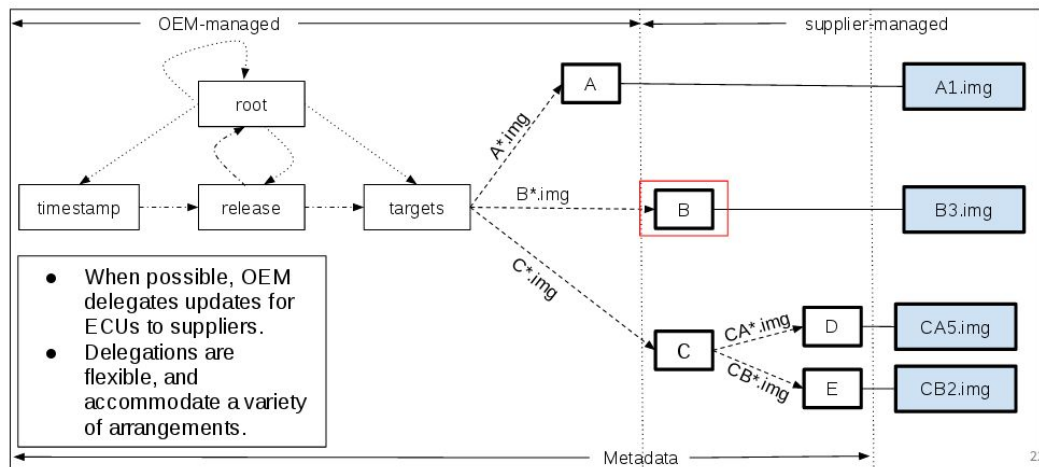 OEM-managed
supplier-managed
A
A1.img
root
A*.img
timestamp
release
targets
B*.img
B
B3.img
● When possible, OEM
delegates updates for
ECUs to suppliers.
● Delegations are
flexible, and
accommodate a variety
of arrangements.
C*.img
C
CA*.img
D
CA5.img
CB*.img
E
CB2.img
Metadata